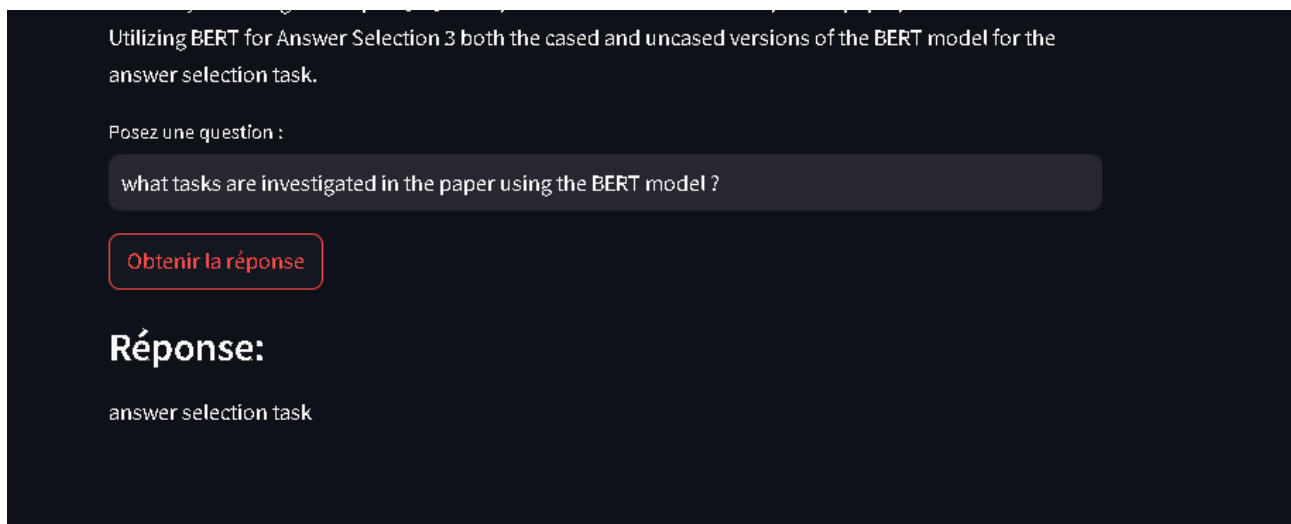 Utilizing BERT for Answer Selection 3 both the cased and uncased versions of the BERT model for the
answer selection task.
Posez une question :
what tasks are investigated in the paper using the BERT model ?
Obtenir la réponse
Réponse:
answer selection task